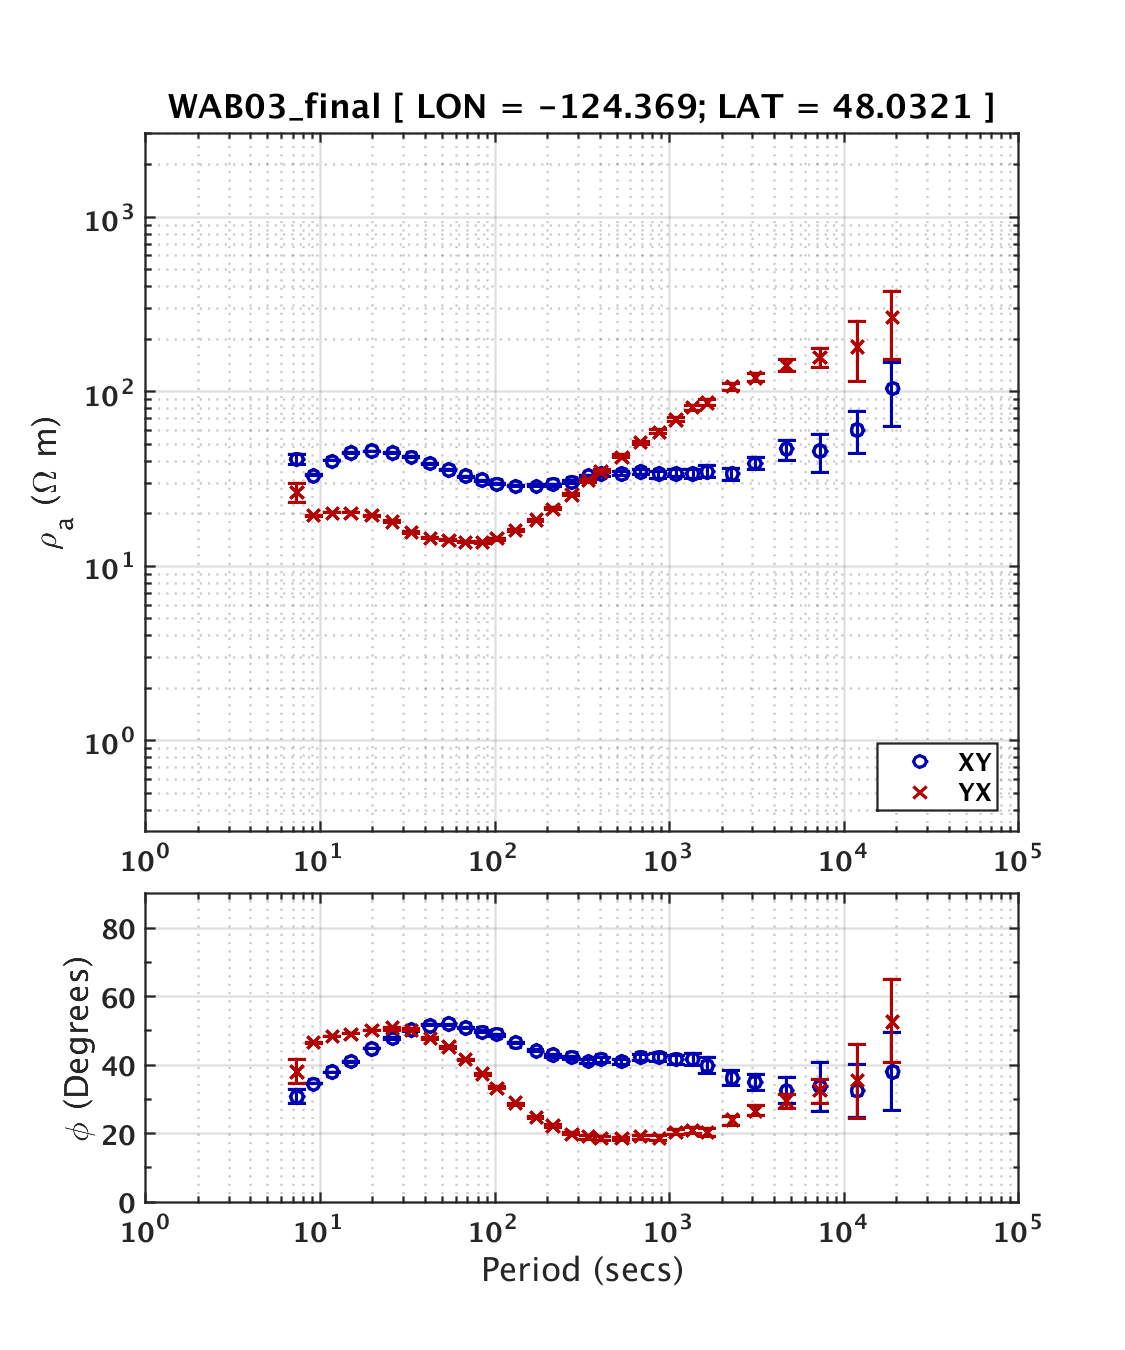 WAB03_final [ LON = -124.369; LAT = 48.0321 ]
10³
10²
10¹
10⁰
ρₐ (Ω m)
XY
YX
10⁰ 10¹ 10² 10³ 10⁴ 10⁵
80
60
40
20
0
ϕ (Degrees)
10⁰ 10¹ 10² 10³ 10⁴ 10⁵
Period (secs)